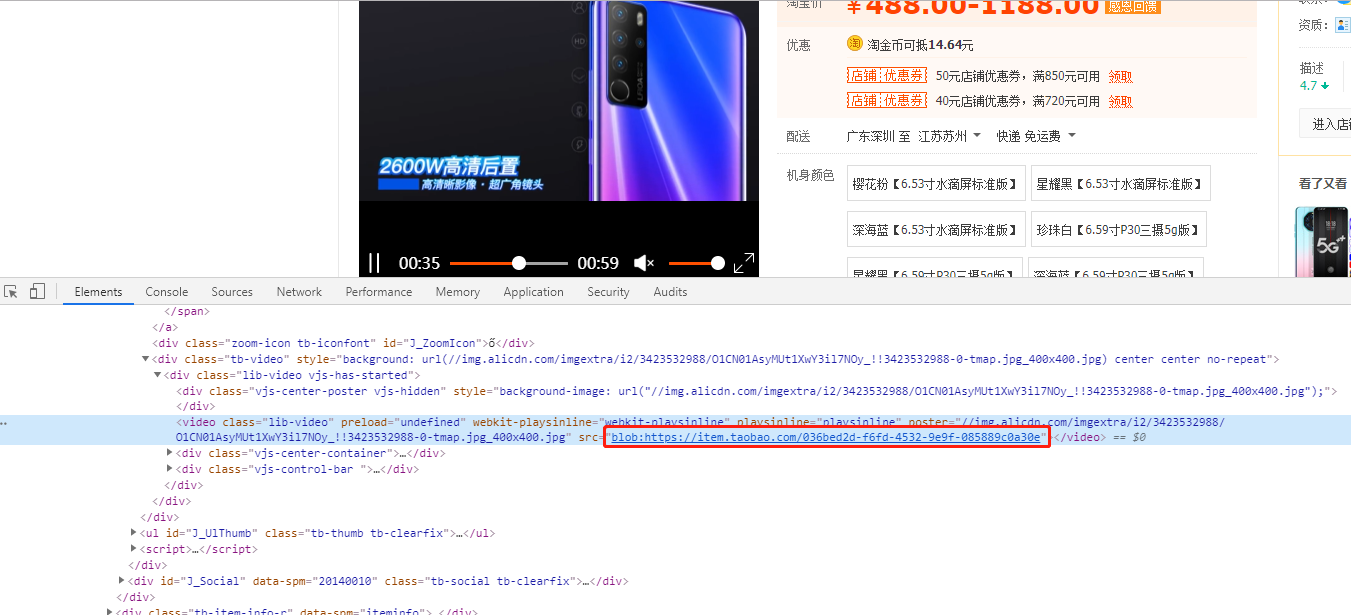 淘宝价
￥488.00-1188.00 感恩回馈
优惠
淘金币可抵14.64元
店铺 优惠券 50元店铺优惠券，满850元可用 领取
店铺 优惠券 40元店铺优惠券，满720元可用 领取
配送
广东深圳 至 江苏苏州 快递 免运费
机身颜色
樱花粉【6.53寸水滴屏标准版】
星耀黑【6.53寸水滴屏标准版】
深海蓝【6.53寸水滴屏标准版】
珍珠白【6.59寸P30三摄5g版】
星耀黑【6.59寸P30三摄5g版】
深海蓝【6.59寸P30三摄5g版】
资质：
描述
4.7
进入店铺
看了又看
5G
HD
2600W高清后置
高清晰影像·超广角镜头
00:35
00:59
Elements Console Sources Network Performance Memory Application Security Audits
</span>
</a>
<div class="zoom-icon tb-iconfont" id="J_ZoomIcon">ő</div>
<div class="tb-video" style="background: url(//img.alicdn.com/imgextra/i2/3423532988/O1CN01AsyMUt1XwY3il7NOy_!!3423532988-0-tmap.jpg_400x400.jpg) center center no-repeat">
<div class="lib-video vjs-has-started">
<div class="vjs-center-poster vjs-hidden" style="background-image: url("//img.alicdn.com/imgextra/i2/3423532988/O1CN01AsyMUt1XwY3il7NOy_!!3423532988-0-tmap.jpg_400x400.jpg");">
</div>
<video class="lib-video" preload="undefined" webkit-playsinline="webkit-playsinline" playsinline="playsinline" poster="//img.alicdn.com/imgextra/i2/3423532988/
O1CN01AsyMUt1XwY3il7NOy_!!3423532988-0-tmap.jpg_400x400.jpg" src="blob:https://item.taobao.com/036bed2d-f6fd-4532-9e9f-085889c0a30e"></video> == $0
<div class="vjs-center-container">…</div>
<div class="vjs-control-bar ">…</div>
</div>
</div>
</div>
<ul id="J_UlThumb" class="tb-thumb tb-clearfix">…</ul>
<script>…</script>
</div>
<div id="J_Social" data-spm="20140010" class="tb-social tb-clearfix">…</div>
</div>
<div class="tb-item-info-r" data-spm="iteminfo">…</div>